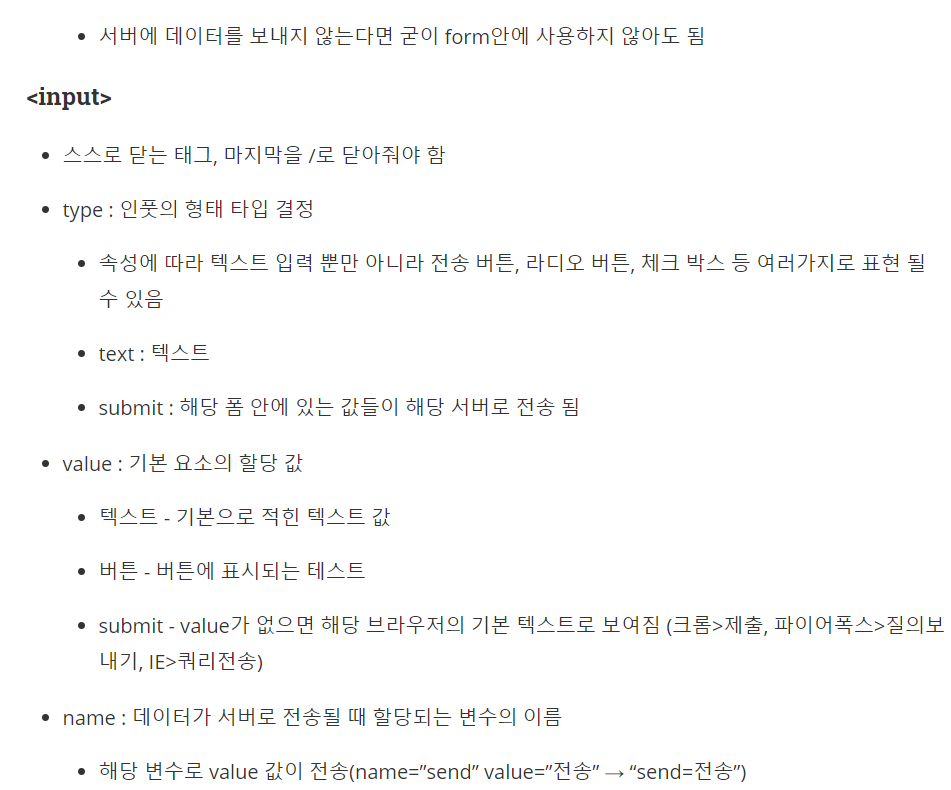 서버에 데이터를 보내지 않는다면 굳이 form안에 사용하지 않아도 됨
<input>
스스로 닫는 태그, 마지막을 /로 닫아줘야 함
type : 인풋의 형태 타입 결정
속성에 따라 텍스트 입력 뿐만 아니라 전송 버튼, 라디오 버튼, 체크 박스 등 여러가지로 표현 될
수 있음
text : 텍스트
submit : 해당 폼 안에 있는 값들이 해당 서버로 전송 됨
value : 기본 요소의 할당 값
텍스트 - 기본으로 적힌 텍스트 값
버튼 - 버튼에 표시되는 테스트
submit - value가 없으면 해당 브라우저의 기본 텍스트로 보여짐 (크롬>제출, 파이어폭스>질의보
내기, IE>쿼리전송)
name : 데이터가 서버로 전송될 때 할당되는 변수의 이름
해당 변수로 value 값이 전송(name=”send” value=”전송” → “send=전송”)